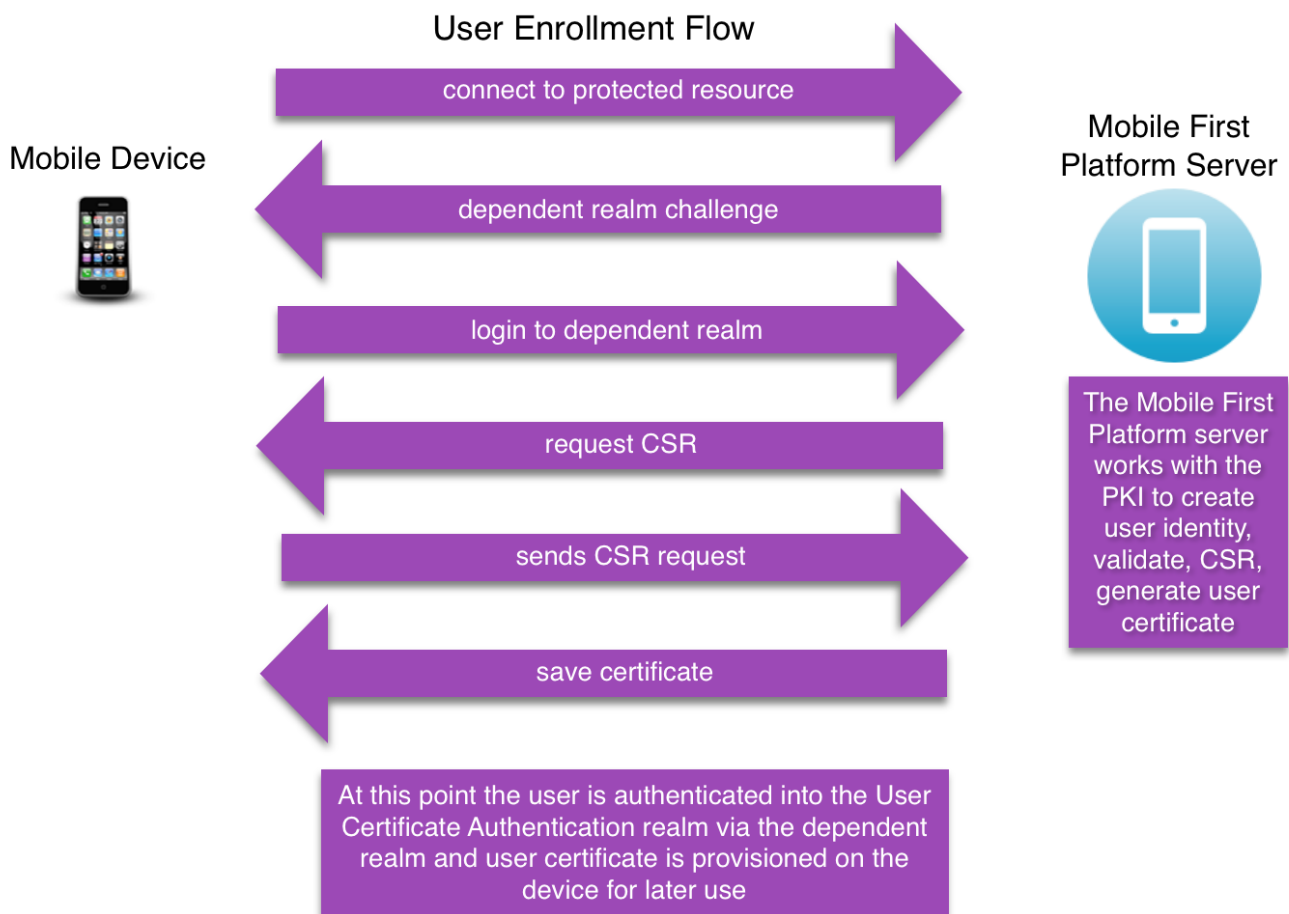 User Enrollment Flow
connect to protected resource
Mobile Device
Mobile First
Platform Server
dependent realm challenge
login to dependent realm
request CSR
sends CSR request
save certificate
The Mobile First
Platform server
works with the
PKI to create
user identity,
validate, CSR,
generate user
certificate
At this point the user is authenticated into the User
Certificate Authentication realm via the dependent
realm and user certificate is provisioned on the
device for later use